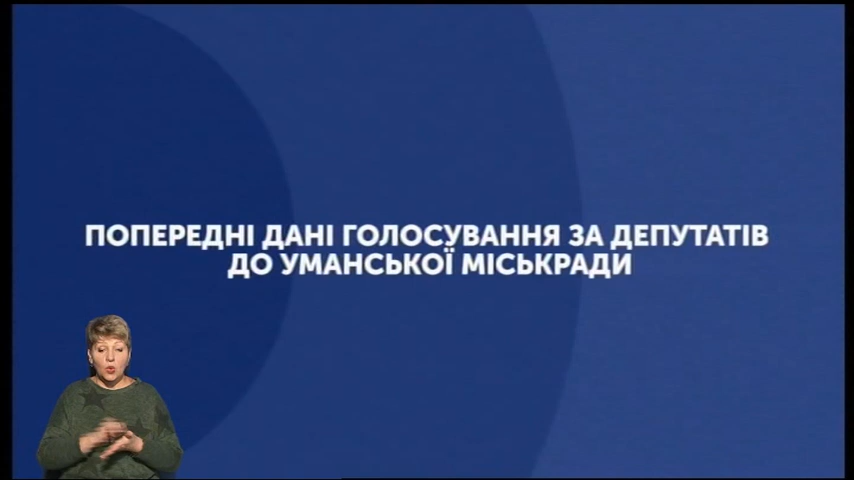 ПОПЕРЕДНІ ДАНІ ГОЛОСУВАННЯ ЗА ДЕПУТАТІВ
ДО УМАНСЬКОЇ МІСЬКРАДИ